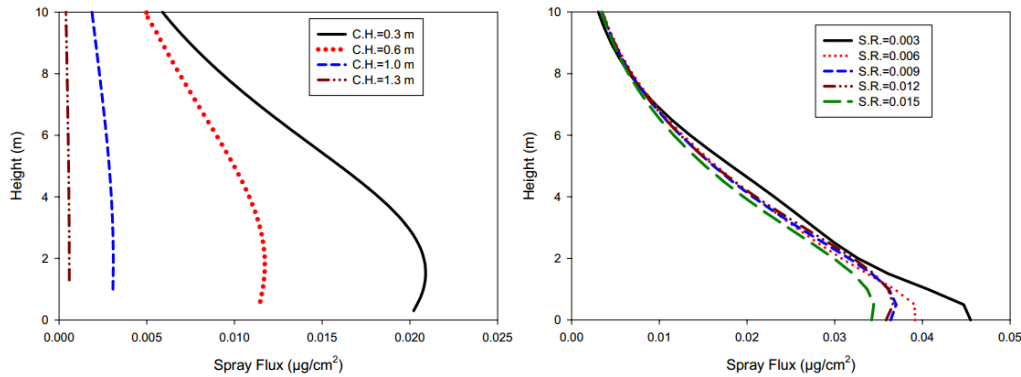 10
8
6
4
2
0
Height (m)
0.000
0.005
0.010
0.015
0.020
0.025
Spray Flux (µg/cm²)
C.H.=0.3 m
C.H.=0.6 m
C.H.=1.0 m
C.H.=1.3 m
10
8
6
4
2
0
Height (m)
0.00
0.01
0.02
0.03
0.04
0.05
Spray Flux (µg/cm²)
S.R.=0.003
S.R.=0.006
S.R.=0.009
S.R.=0.012
S.R.=0.015